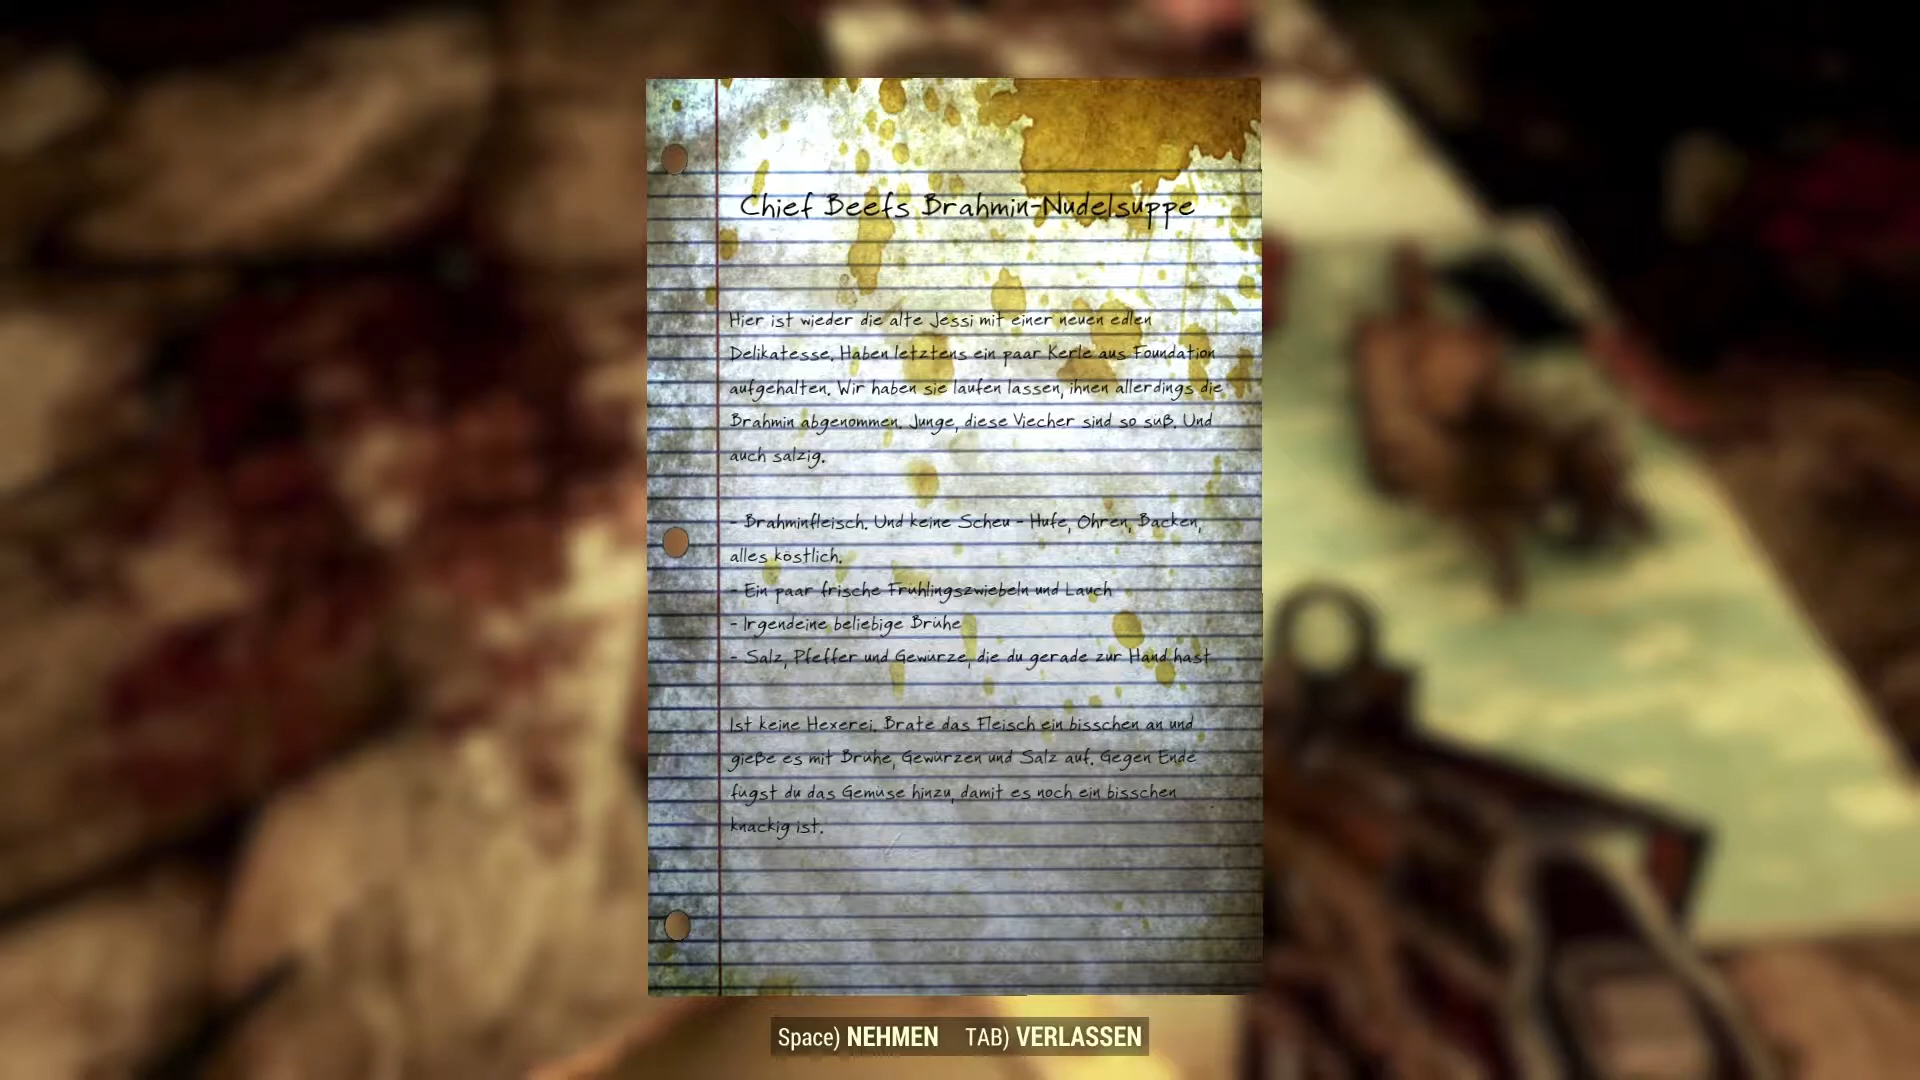 Chief Beefs Brahmin-Nudelsuppe
Hier ist wieder die alte Jessi mit einer neuen edlen
Delikatesse. Haben letztens ein paar Kerle aus Foundation
aufgehalten. Wir haben sie laufen lassen, ihnen allerdings die
Brahmin abgenommen. Junge, diese Viecher sind so süß. Und
auch salzig.
- Brahminfleisch. Und keine Scheu - Hufe, Ohren, Backen,
alles köstlich.
- Ein paar frische Frühlingszwiebeln und Lauch
- Irgendeine beliebige Brühe
- Salz, Pfeffer und Gewürze, die du gerade zur Hand hast
Ist keine Hexerei. Brate das Fleisch ein bisschen an und
gieße es mit Brühe, Gewürzen und Salz auf. Gegen Ende
fügst du das Gemüse hinzu, damit es noch ein bisschen
knackig ist.
Space) NEHMEN TAB) VERLASSEN